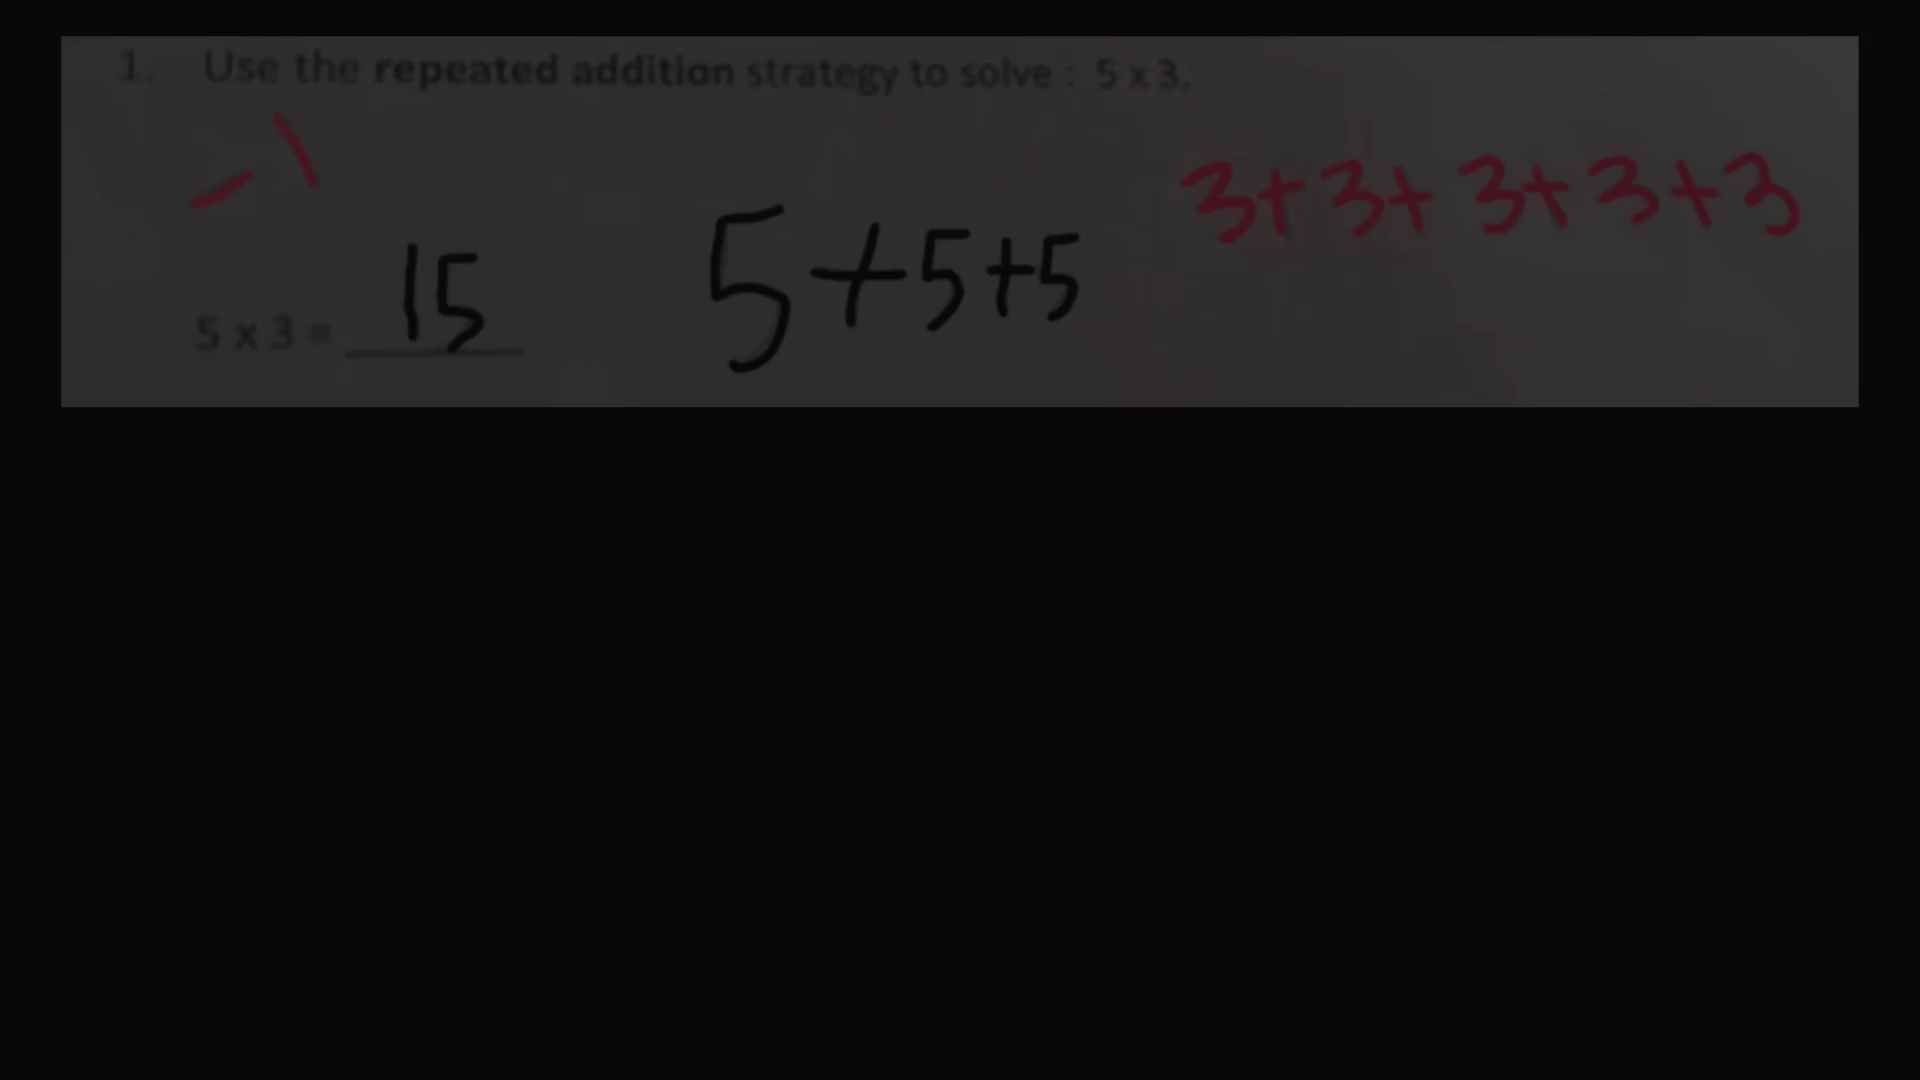 1. Use the repeated addition strategy to solve : 5 x 3.
-1
3+3+3+3+3
5 x 3 = 15
5+5+5